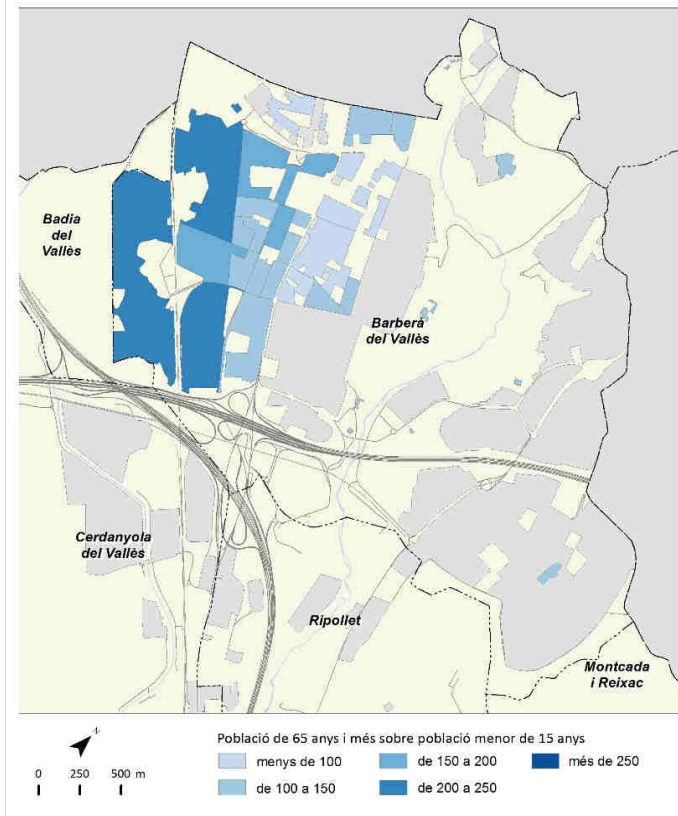 Badia
del
Vallès
Barberà
del Vallès
Cerdanyola
del Vallès
Ripollet
Montcada
i Reixac
N
0 250 500 m
Població de 65 anys i més sobre població menor de 15 anys
menys de 100
de 150 a 200
més de 250
de 100 a 150
de 200 a 250